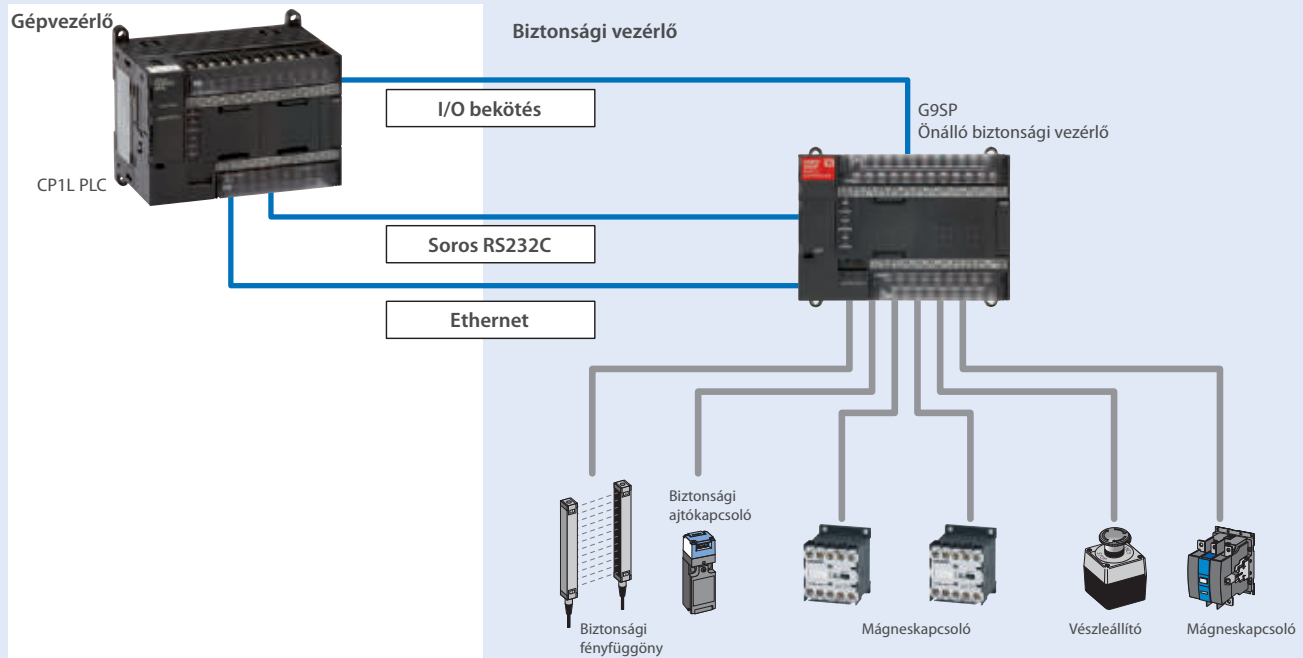 Gépvezérlő
Biztonsági vezérlő
I/O bekötés
G9SP
Önálló biztonsági vezérlő
CP1L PLC
Soros RS232C
Ethernet
Biztonsági
ajtókapcsoló
Biztonsági
fényfüggöny
Mágneskapcsoló
Vészleállító
Mágneskapcsoló